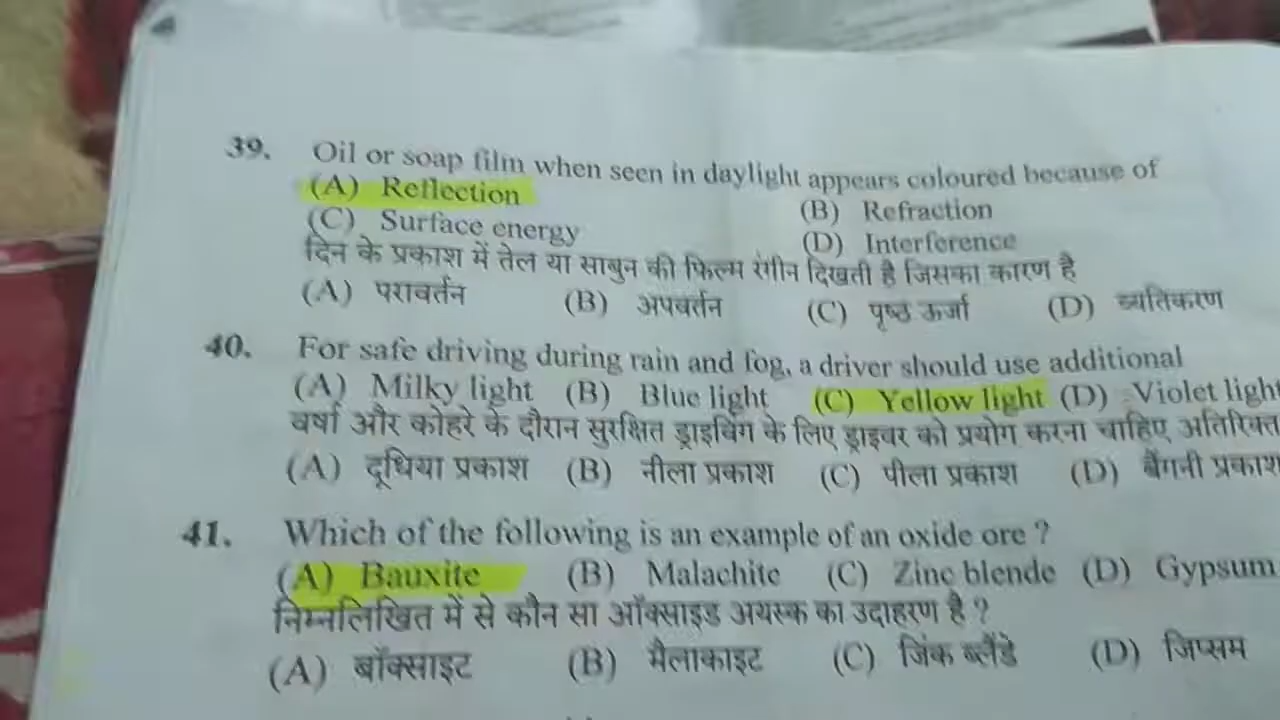 39. Oil or soap film when seen in daylight appears coloured because of
(A) Reflection (B) Refraction
(C) Surface energy (D) Interference
दिन के प्रकाश में तेल या साबुन की फिल्म रंगीन दिखती है जिसका कारण है
(A) परावर्तन (B) अपवर्तन (C) पृष्ठ ऊर्जा (D) व्यतिकरण
40. For safe driving during rain and fog, a driver should use additional
(A) Milky light (B) Blue light (C) Yellow light (D) Violet light
वर्षा और कोहरे के दौरान सुरक्षित ड्राइविंग के लिए ड्राइवर को प्रयोग करना चाहिए अतिरिक्त
(A) दूधिया प्रकाश (B) नीला प्रकाश (C) पीला प्रकाश (D) बैंगनी प्रकाश
41. Which of the following is an example of an oxide ore ?
(A) Bauxite (B) Malachite (C) Zinc blende (D) Gypsum
निम्नलिखित में से कौन सा ऑक्साइड अयस्क का उदाहरण है ?
(A) बॉक्साइट (B) मैलाकाइट (C) जिंक ब्लैंडे (D) जिप्सम